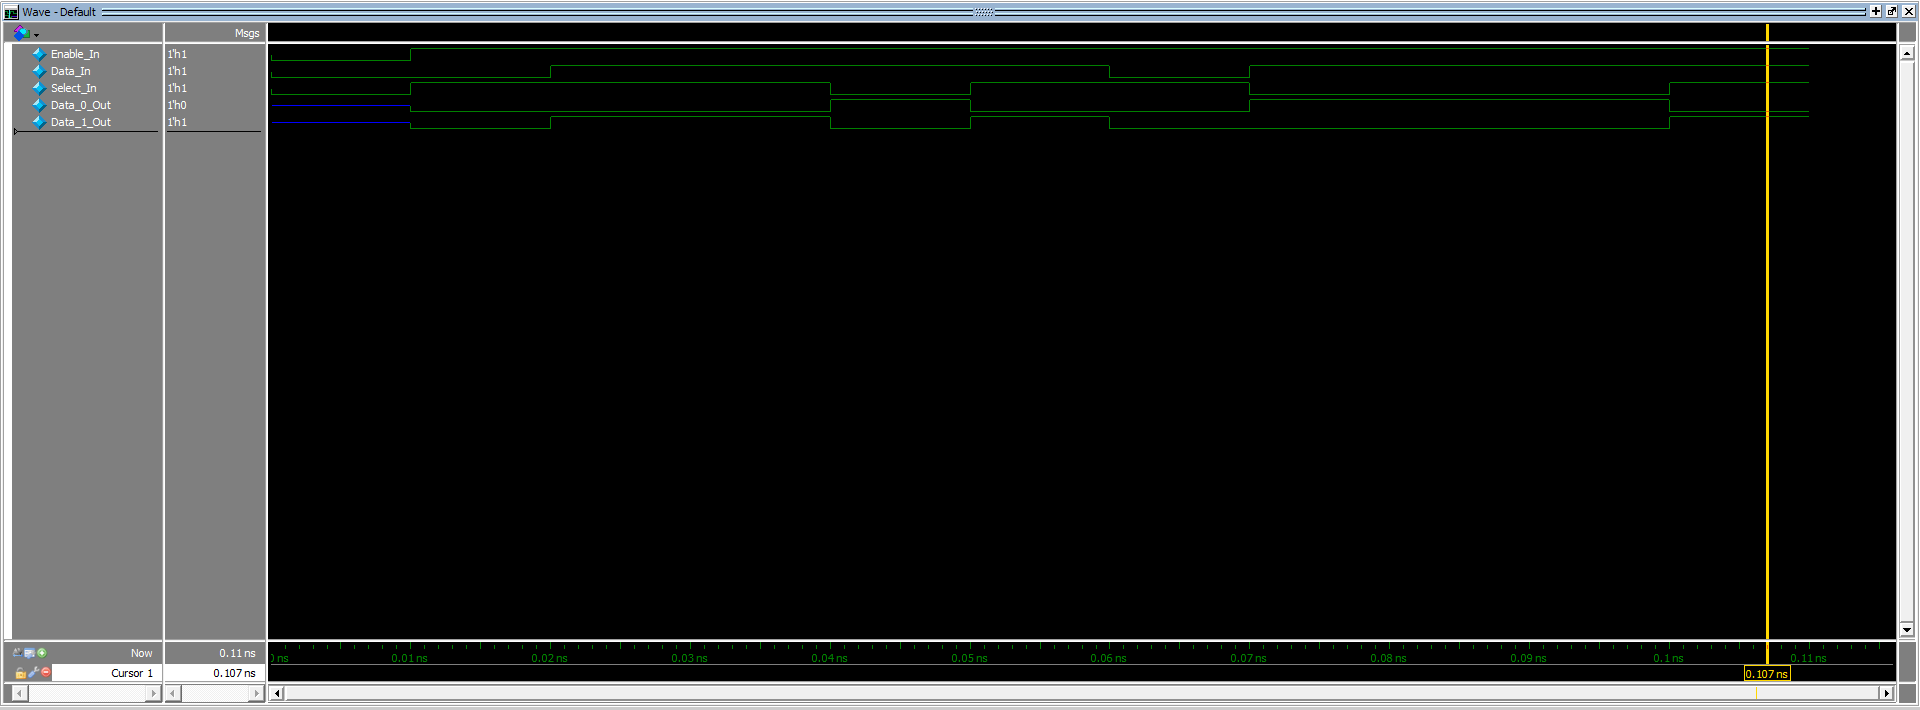 Wave - Default
Msgs
Enable_In 1'h1
Data_In 1'h1
Select_In 1'h1
Data_0_Out 1'h0
Data_1_Out 1'h1
Now 0.11 ns
ns 0.01 ns 0.02 ns 0.03 ns 0.04 ns 0.05 ns 0.06 ns 0.07 ns 0.08 ns 0.09 ns 0.1 ns 0.11 ns
Cursor 1 0.107 ns
0.107 ns